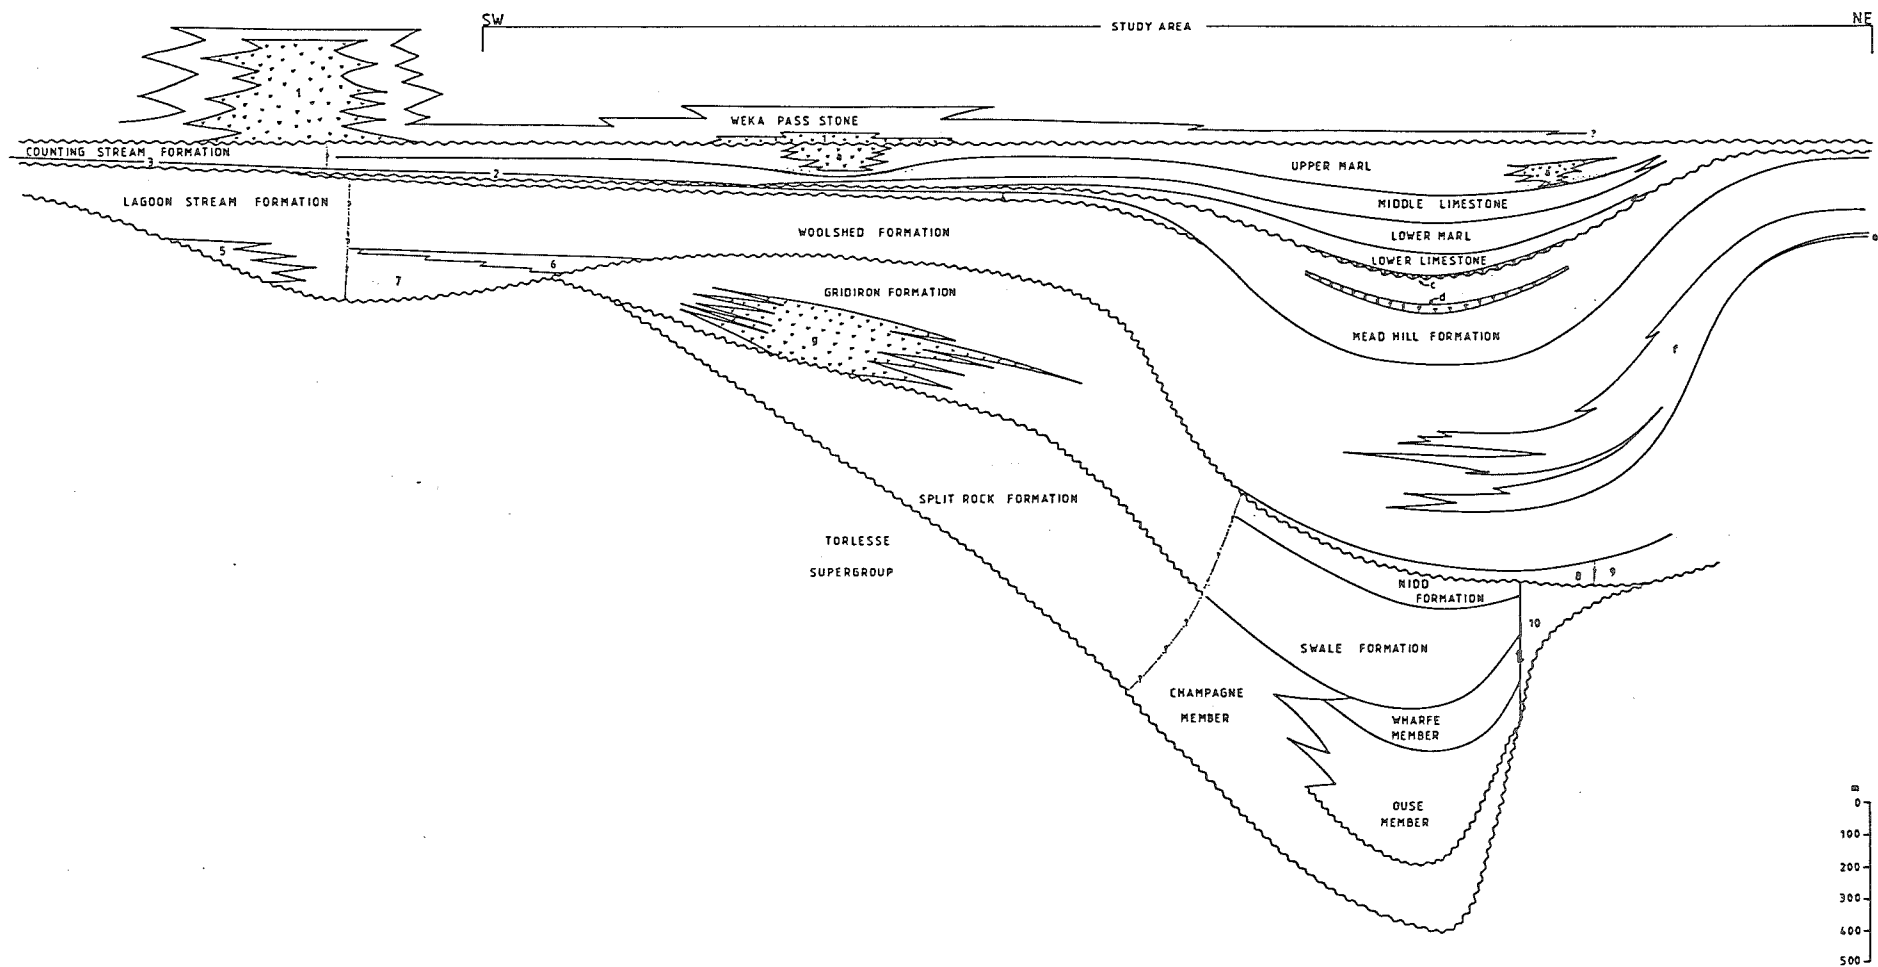 SW
NE
STUDY AREA
1
WEKA PASS STONE
1
?
COUNTING STREAM FORMATION
3
2
a
UPPER MARL
a
LAGOON STREAM FORMATION
MIDDLE LIMESTONE
WOOLSHED FORMATION
LOWER MARL
5
6
LOWER LIMESTONE
7
c
GRIDIRON FORMATION
d
MEAD HILL FORMATION
g
f
e
SPLIT ROCK FORMATION
TORLESSE
SUPERGROUP
8
9
NIDD
FORMATION
10
SWALE FORMATION
CHAMPAGNE
MEMBER
WHARFE
MEMBER
OUSE
MEMBER
m
0
100
200
300
400
500